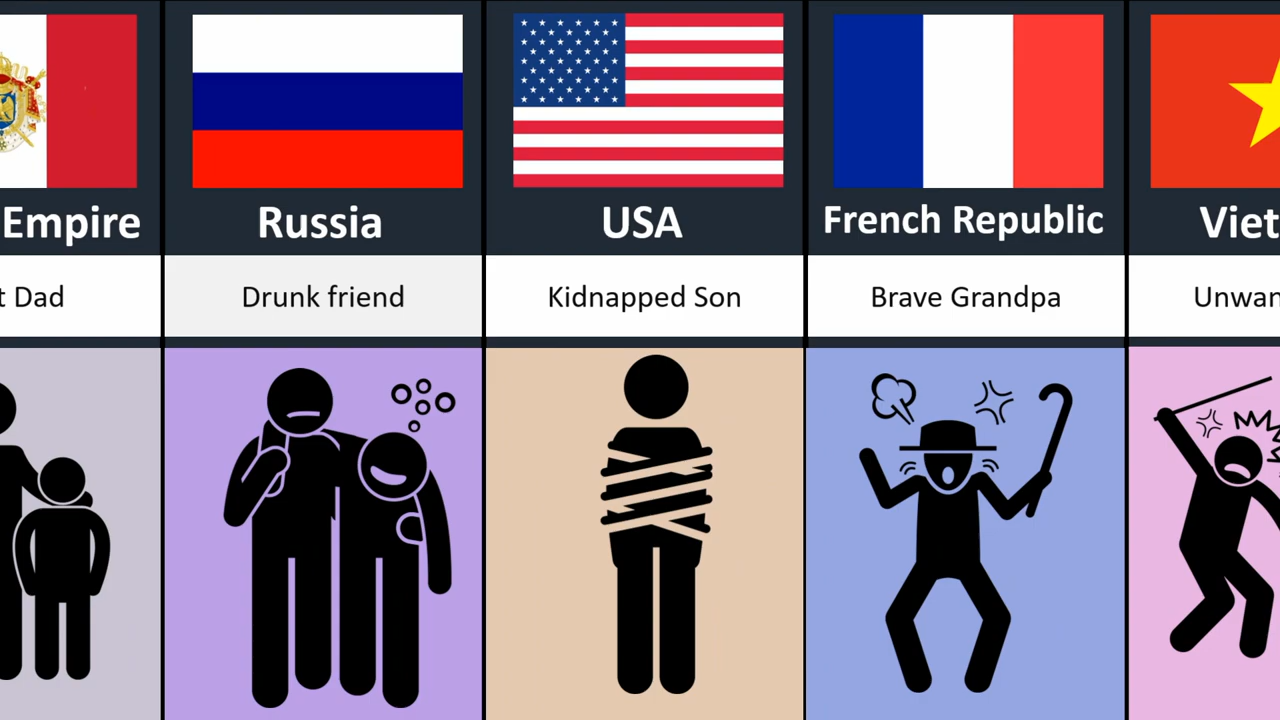 Empire
Russia
USA
French Republic
Drunk friend
Kidnapped Son
Brave Grandpa
Dad